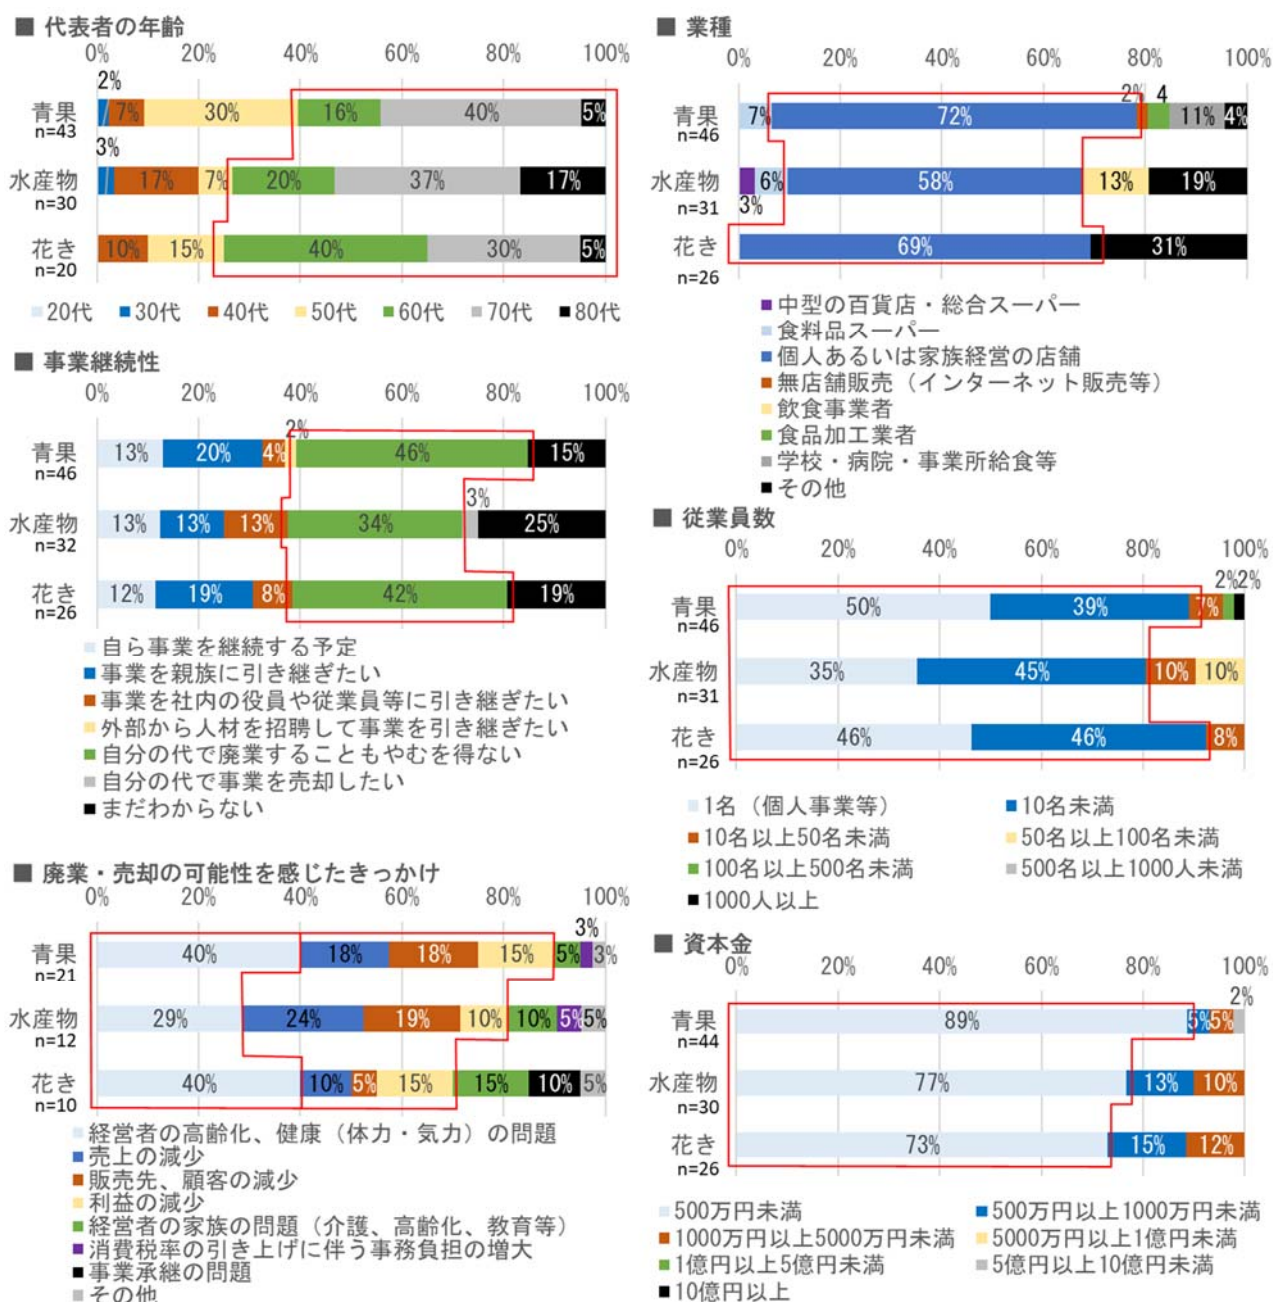 ■ 代表者の年齢
0% 20% 40% 60% 80% 100%
2%
青果 7% 30% 16% 40% 5%
n=43
3%
水産物 17% 7% 20% 37% 17%
n=30
花き 10% 15% 40% 30% 5%
n=20
20代 30代 40代 50代 60代 70代 80代
■ 事業継続性
0% 20% 40% 60% 80% 100%
2%
青果 13% 20% 4% 46% 15%
n=46
3%
水産物 13% 13% 13% 34% 25%
n=32
花き 12% 19% 8% 42% 19%
n=26
自ら事業を継続する予定
事業を親族に引き継ぎたい
事業を社内の役員や従業員等に引き継ぎたい
外部から人材を招聘して事業を引き継ぎたい
自分の代で廃業することもやむを得ない
自分の代で事業を売却したい
まだわからない
■ 廃業・売却の可能性を感じたきっかけ
0% 20% 40% 60% 80% 100%
3%
青果 40% 18% 18% 15% 5% 3%
n=21
水産物 29% 24% 19% 10% 10% 5% 5%
n=12
花き 40% 10% 5% 15% 15% 10% 5%
n=10
経営者の高齢化、健康（体力・気力）の問題
売上の減少
販売先、顧客の減少
利益の減少
経営者の家族の問題（介護、高齢化、教育等）
消費税率の引き上げに伴う事務負担の増大
事業承継の問題
その他
■ 業種
0% 20% 40% 60% 80% 100%
2% 4
青果 7% 72% 11% 4%
n=46
水産物 6% 58% 13% 19%
n=31 3%
花き 69% 31%
n=26
中型の百貨店・総合スーパー
食料品スーパー
個人あるいは家族経営の店舗
無店舗販売（インターネット販売等）
飲食事業者
食品加工業者
学校・病院・事業所給食等
その他
■ 従業員数
0% 20% 40% 60% 80% 100%
2% 2%
青果 50% 39% 7%
n=46
水産物 35% 45% 10% 10%
n=31
花き 46% 46% 8%
n=26
1名（個人事業等） 10名未満
10名以上50名未満 50名以上100名未満
100名以上500名未満 500名以上1000人未満
1000人以上
■ 資本金
0% 20% 40% 60% 80% 100%
2%
青果 89% 5% 5%
n=44
水産物 77% 13% 10%
n=30
花き 73% 15% 12%
n=26
500万円未満 500万円以上1000万円未満
1000万円以上5000万円未満 5000万円以上1億円未満
1億円以上5億円未満 5億円以上10億円未満
10億円以上